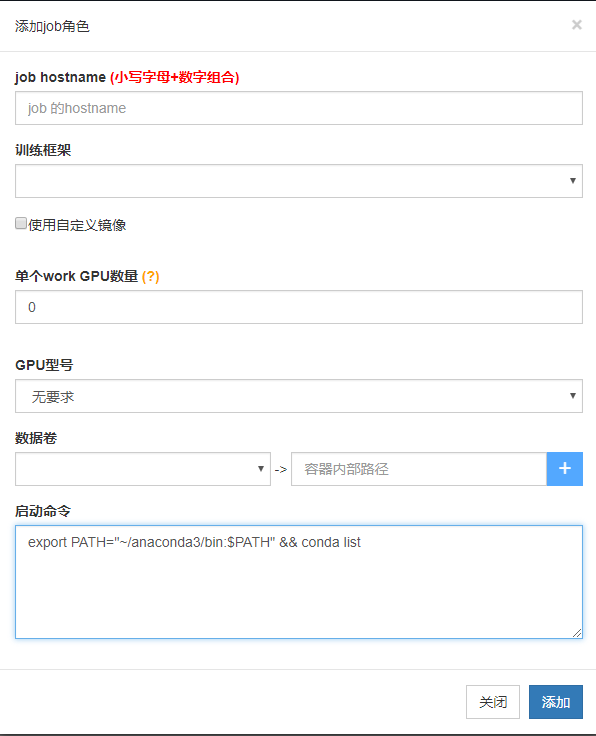 添加job角色 ×
job hostname (小写字母+数字组合)
job 的hostname
训练框架
使用自定义镜像
单个work GPU数量 (?)
0
GPU型号
无要求
数据卷
-> 容器内部路径 +
启动命令
export PATH="~/anaconda3/bin:$PATH" && conda list
关闭 添加